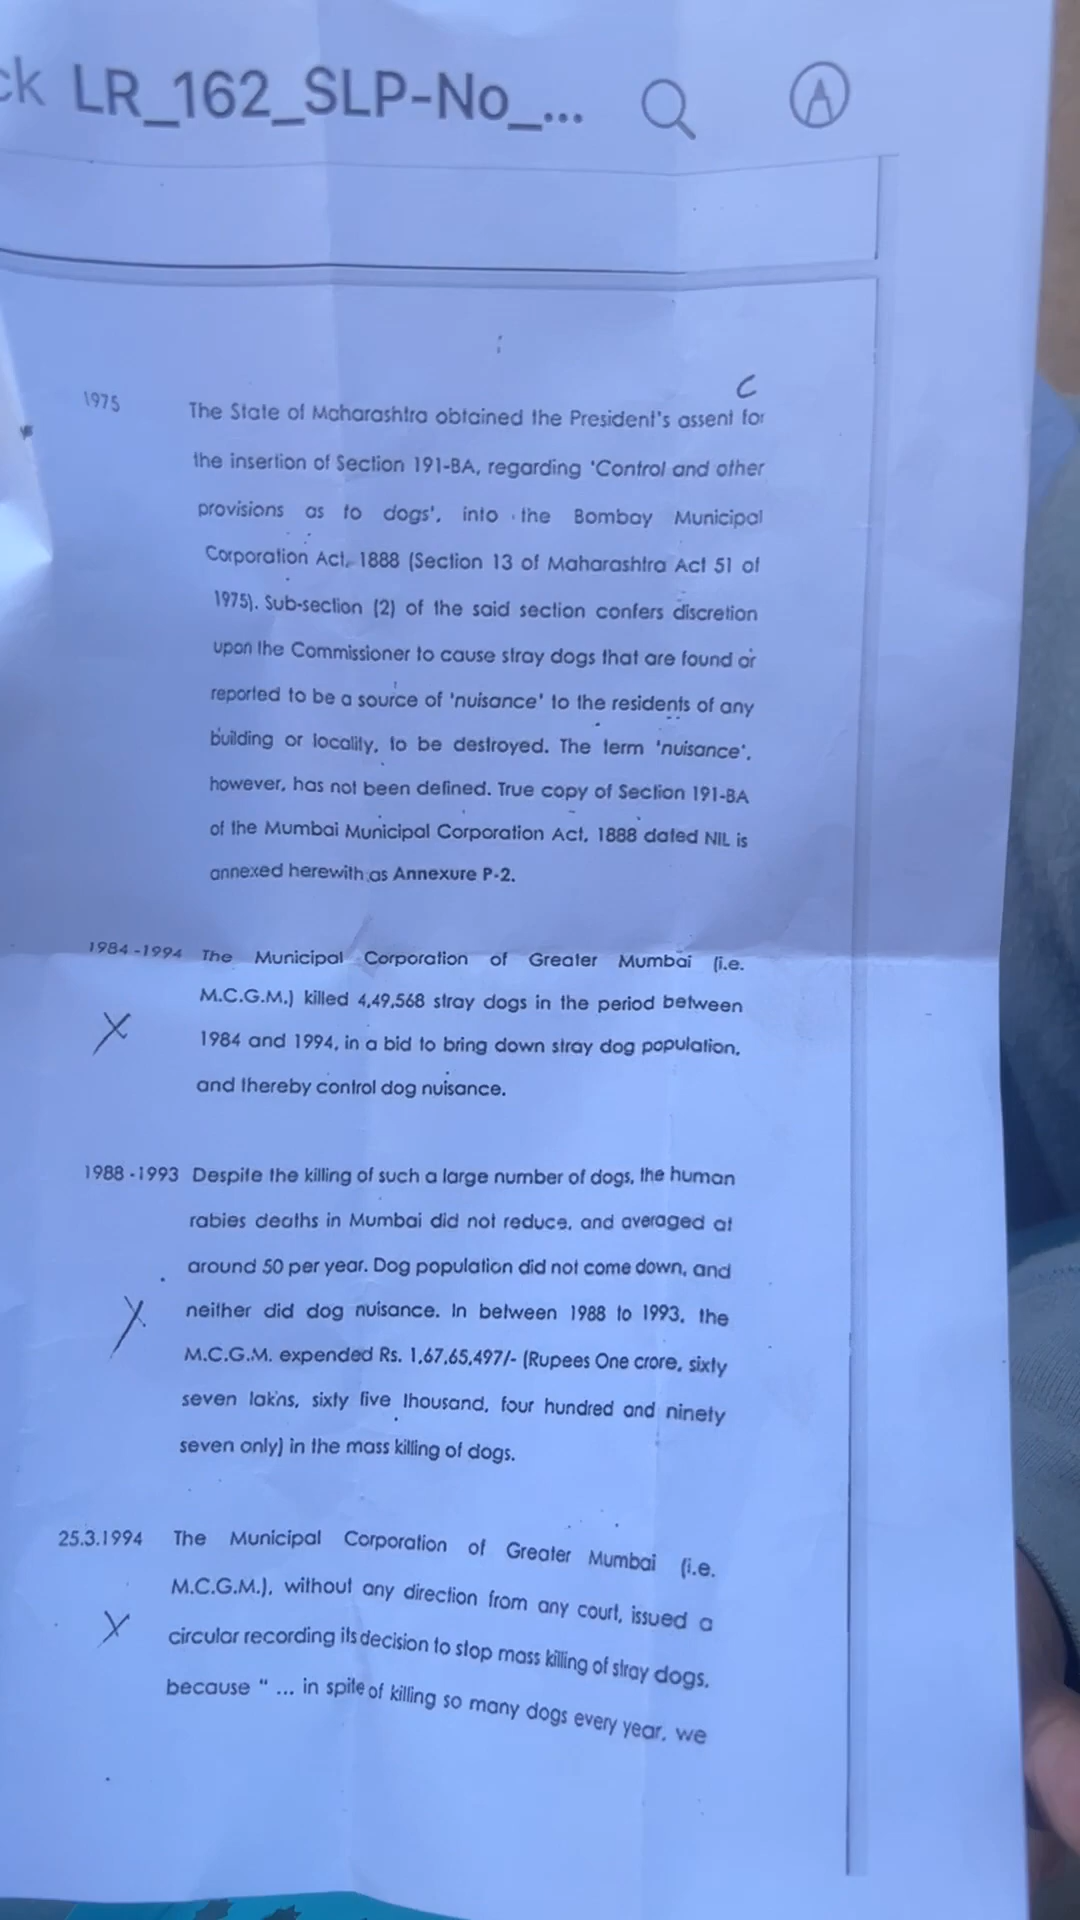 ck LR_162_SLP-No_...
C
1975 The State of Maharashtra obtained the President's assent for
the insertion of Section 191-BA, regarding 'Control and other
provisions as to dogs', into the Bombay Municipal
Corporation Act, 1888 (Section 13 of Maharashtra Act 51 of
1975). Sub-section (2) of the said section confers discretion
upon the Commissioner to cause stray dogs that are found or
reported to be a source of 'nuisance' to the residents of any
building or locality, to be destroyed. The term 'nuisance',
however, has not been defined. True copy of Section 191-BA
of the Mumbai Municipal Corporation Act, 1888 dated NIL is
annexed herewith as Annexure P-2.
1984 -1994 The Municipal Corporation of Greater Mumbai (i.e.
M.C.G.M.) killed 4,49,568 stray dogs in the period between
1984 and 1994, in a bid to bring down stray dog population,
and thereby control dog nuisance.
1988 -1993 Despite the killing of such a large number of dogs, the human
rabies deaths in Mumbai did not reduce, and averaged at
around 50 per year. Dog population did not come down, and
neither did dog nuisance. In between 1988 to 1993, the
M.C.G.M. expended Rs. 1,67,65,497/- (Rupees One crore, sixty
seven lakhs, sixty five thousand, four hundred and ninety
seven only) in the mass killing of dogs.
25.3.1994 The Municipal Corporation of Greater Mumbai (i.e.
M.C.G.M.), without any direction from any court, issued a
circular recording its decision to stop mass killing of stray dogs,
because " ... in spite of killing so many dogs every year, we